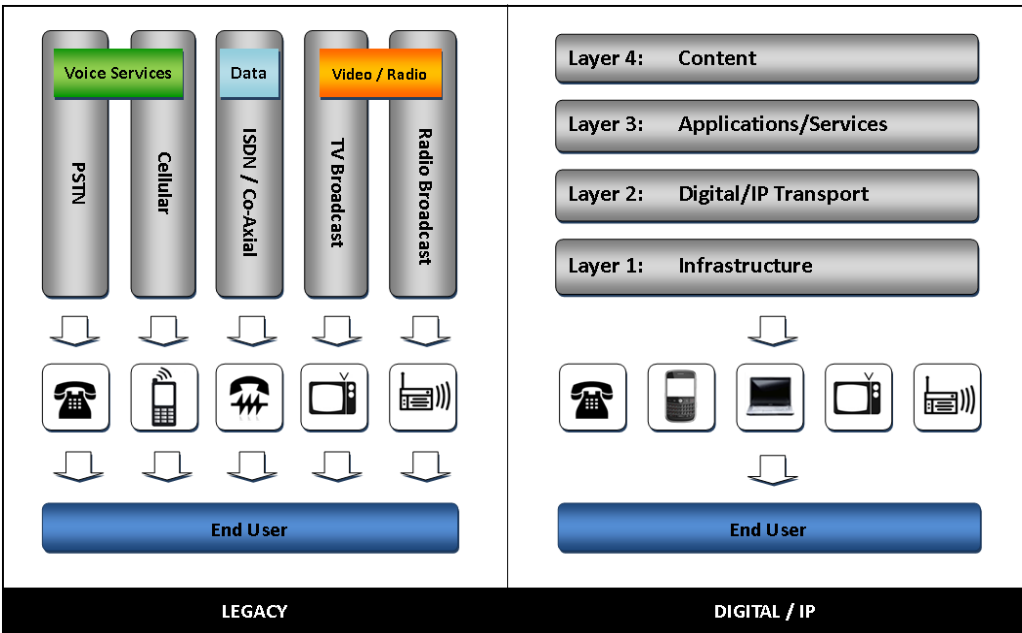 Voice Services
Data
Video / Radio
PSTN
Cellular
ISDN / Co-Axial
TV Broadcast
Radio Broadcast
End User
LEGACY
Layer 4: Content
Layer 3: Applications/Services
Layer 2: Digital/IP Transport
Layer 1: Infrastructure
End User
DIGITAL / IP